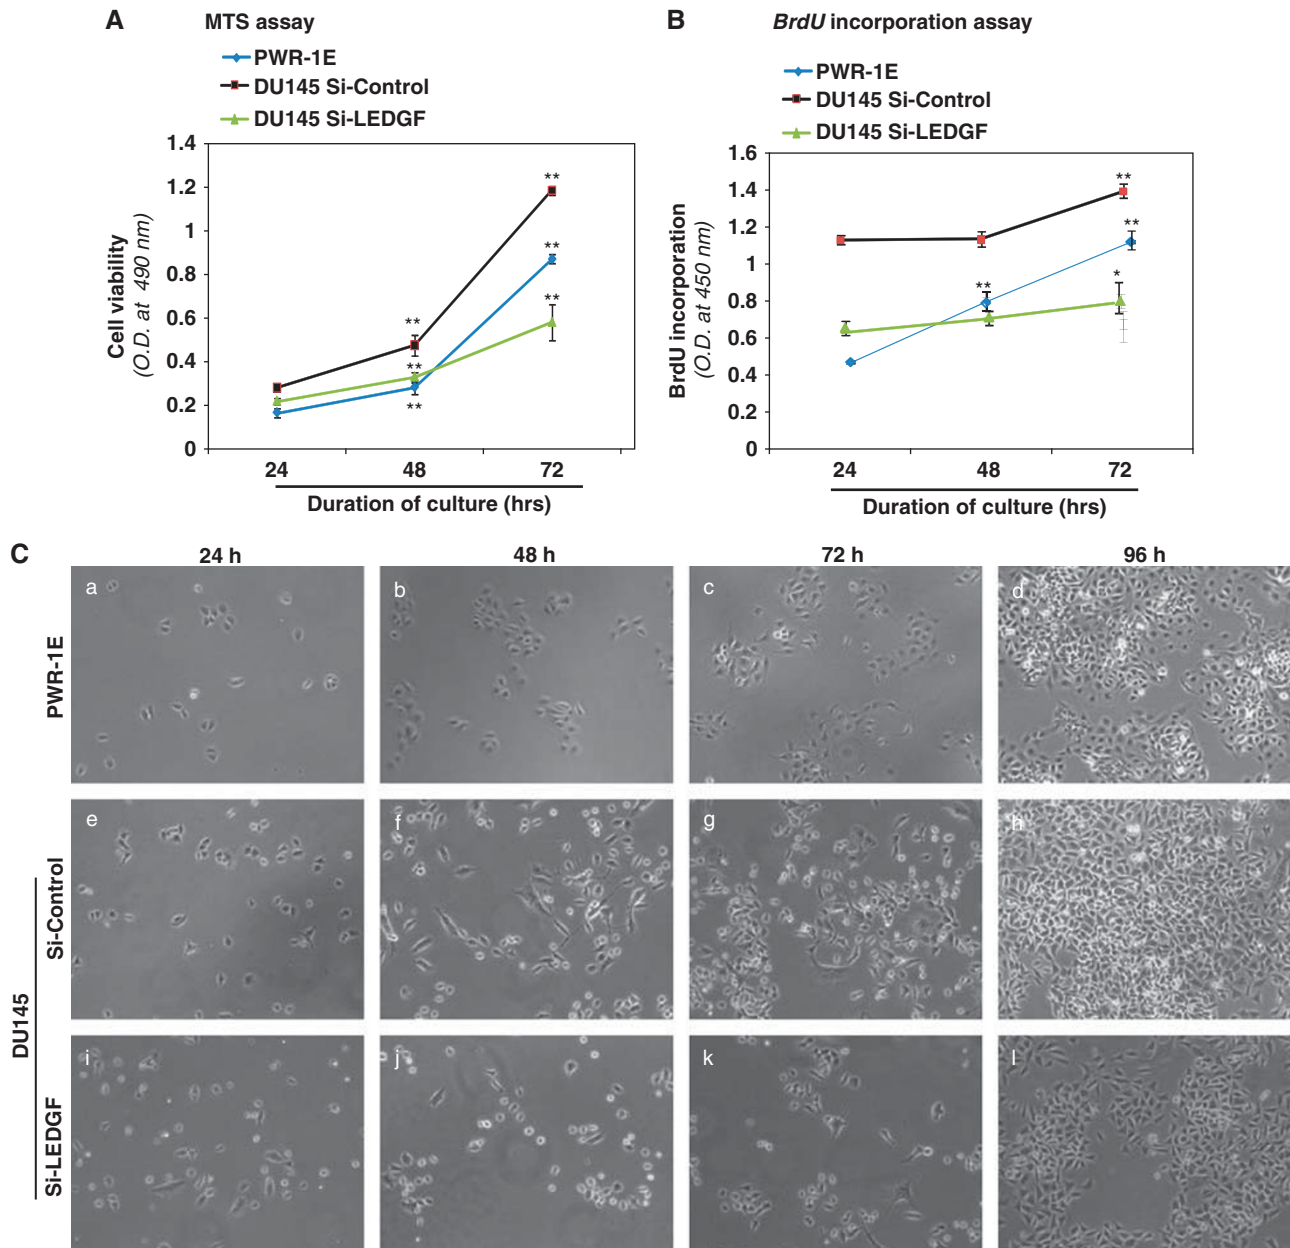 A MTS assay
PWR-1E
DU145 Si-Control
DU145 Si-LEDGF
1.4
1.2
1
0.8
0.6
0.4
0.2
0
Cell viability
(O.D. at 490 nm)
**
**
**
**
**
**
24 48 72
Duration of culture (hrs)
B BrdU incorporation assay
PWR-1E
DU145 Si-Control
DU145 Si-LEDGF
1.6
1.4
1.2
1
0.8
0.6
0.4
0.2
0
BrdU incorporation
(O.D. at 450 nm)
**
**
**
*
24 48 72
Duration of culture (hrs)
C 24 h 48 h 72 h 96 h
PWR-1E
a b c d
DU145
Si-Control
e f g h
Si-LEDGF
i j k l